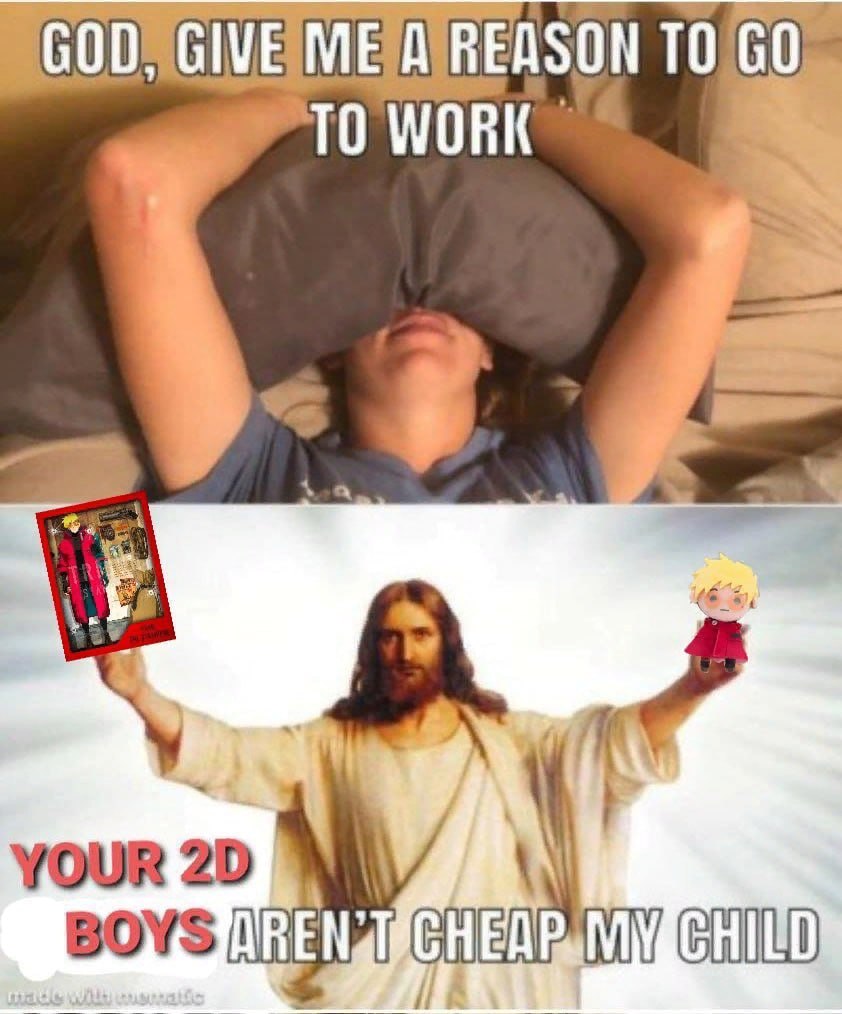 GOD, GIVE ME A REASON TO GO
TO WORK
YOUR 2D
BOYS AREN'T CHEAP MY CHILD
made with mematic